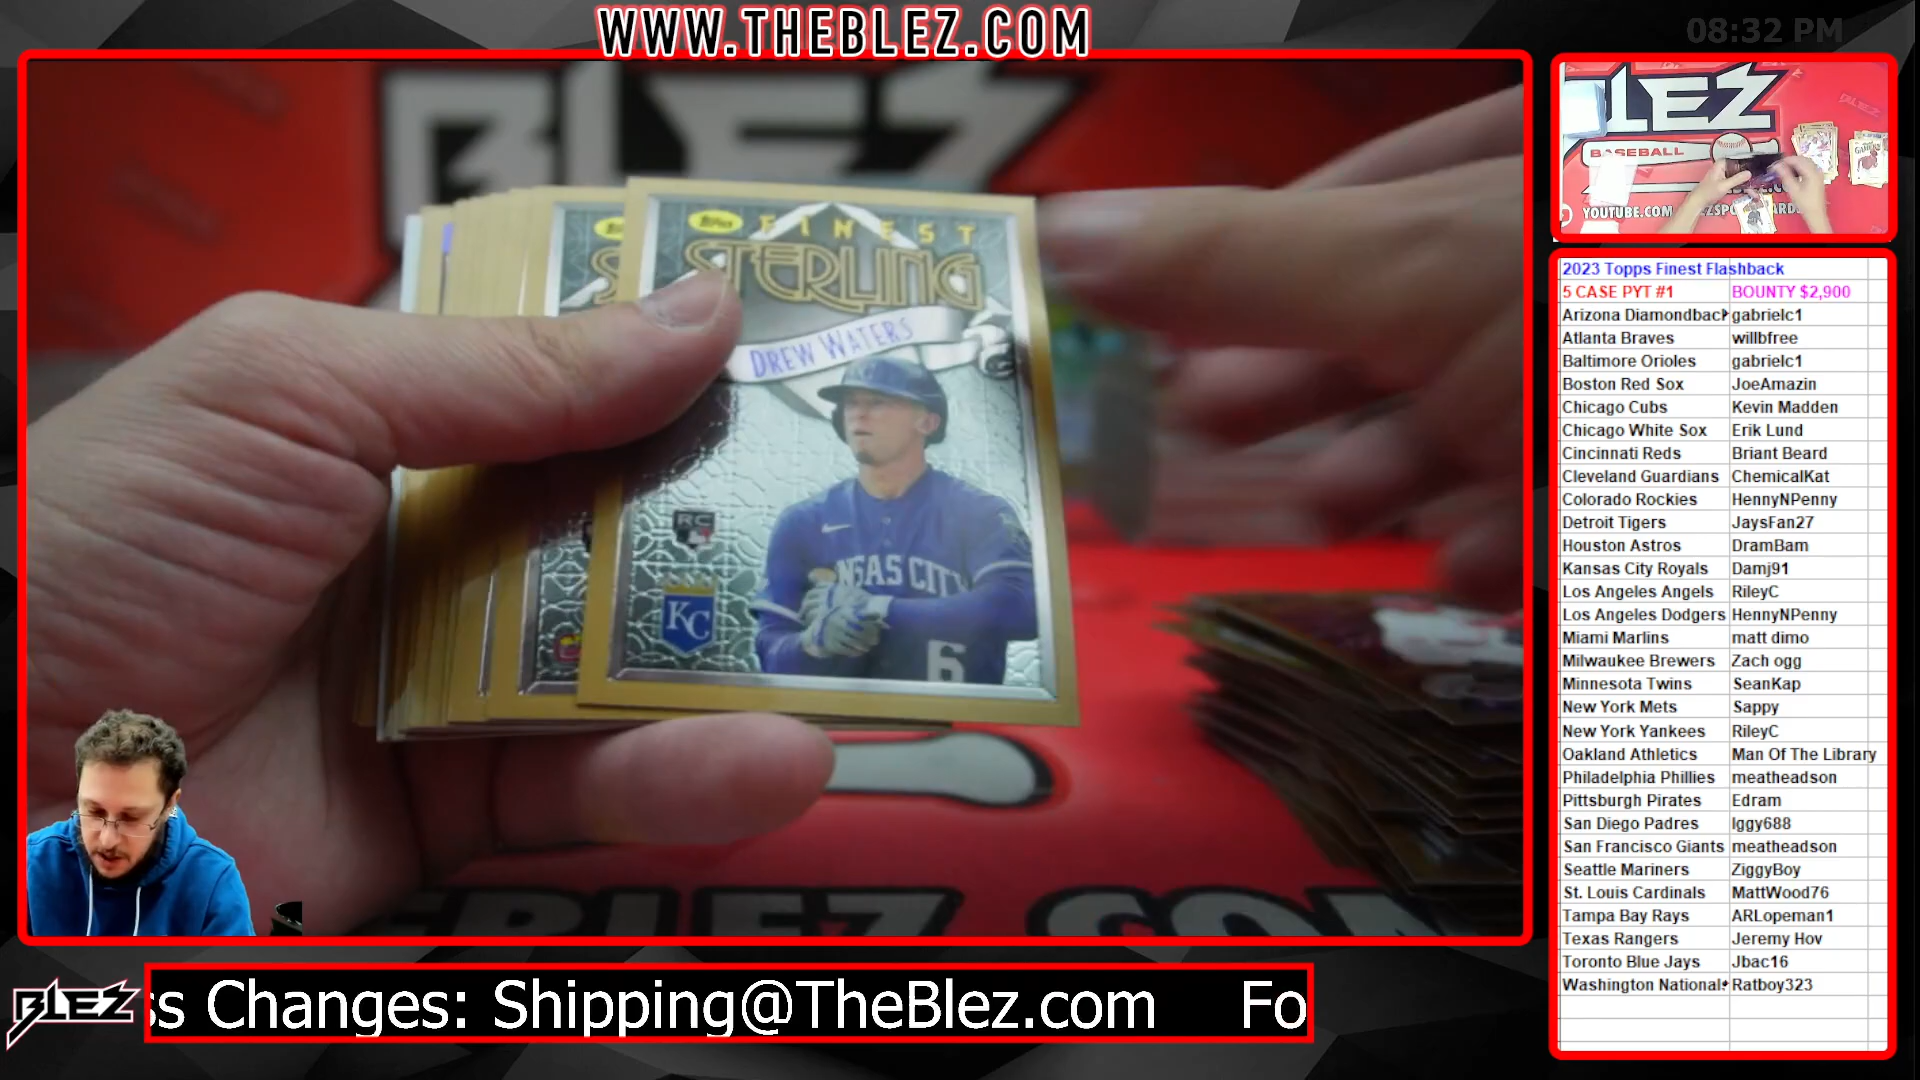 WWW.THEBLEZ.COM
08:32 PM
BLEZ
Topps FINEST
STERLING
DREW WATERS
RC
KANSAS CITY
KC
6
BLEZ
BASEBALL
YOUTUBE.COM
2023 Topps Finest Flashback
5 CASE PYT #1 BOUNTY $2,900
Arizona Diamondback gabrielc1
Atlanta Braves willbfree
Baltimore Orioles gabrielc1
Boston Red Sox JoeAmazin
Chicago Cubs Kevin Madden
Chicago White Sox Erik Lund
Cincinnati Reds Briant Beard
Cleveland Guardians ChemicalKat
Colorado Rockies HennyNPenny
Detroit Tigers JaysFan27
Houston Astros DramBam
Kansas City Royals Damj91
Los Angeles Angels RileyC
Los Angeles Dodgers HennyNPenny
Miami Marlins matt dimo
Milwaukee Brewers Zach ogg
Minnesota Twins SeanKap
New York Mets Sappy
New York Yankees RileyC
Oakland Athletics Man Of The Library
Philadelphia Phillies meatheadson
Pittsburgh Pirates Edram
San Diego Padres Iggy688
San Francisco Giants meatheadson
Seattle Mariners ZiggyBoy
St. Louis Cardinals MattWood76
Tampa Bay Rays ARLopeman1
Texas Rangers Jeremy Hov
Toronto Blue Jays Jbac16
Washington Nationals Ratboy323
BLEZ
ss Changes: Shipping@TheBlez.com Fo